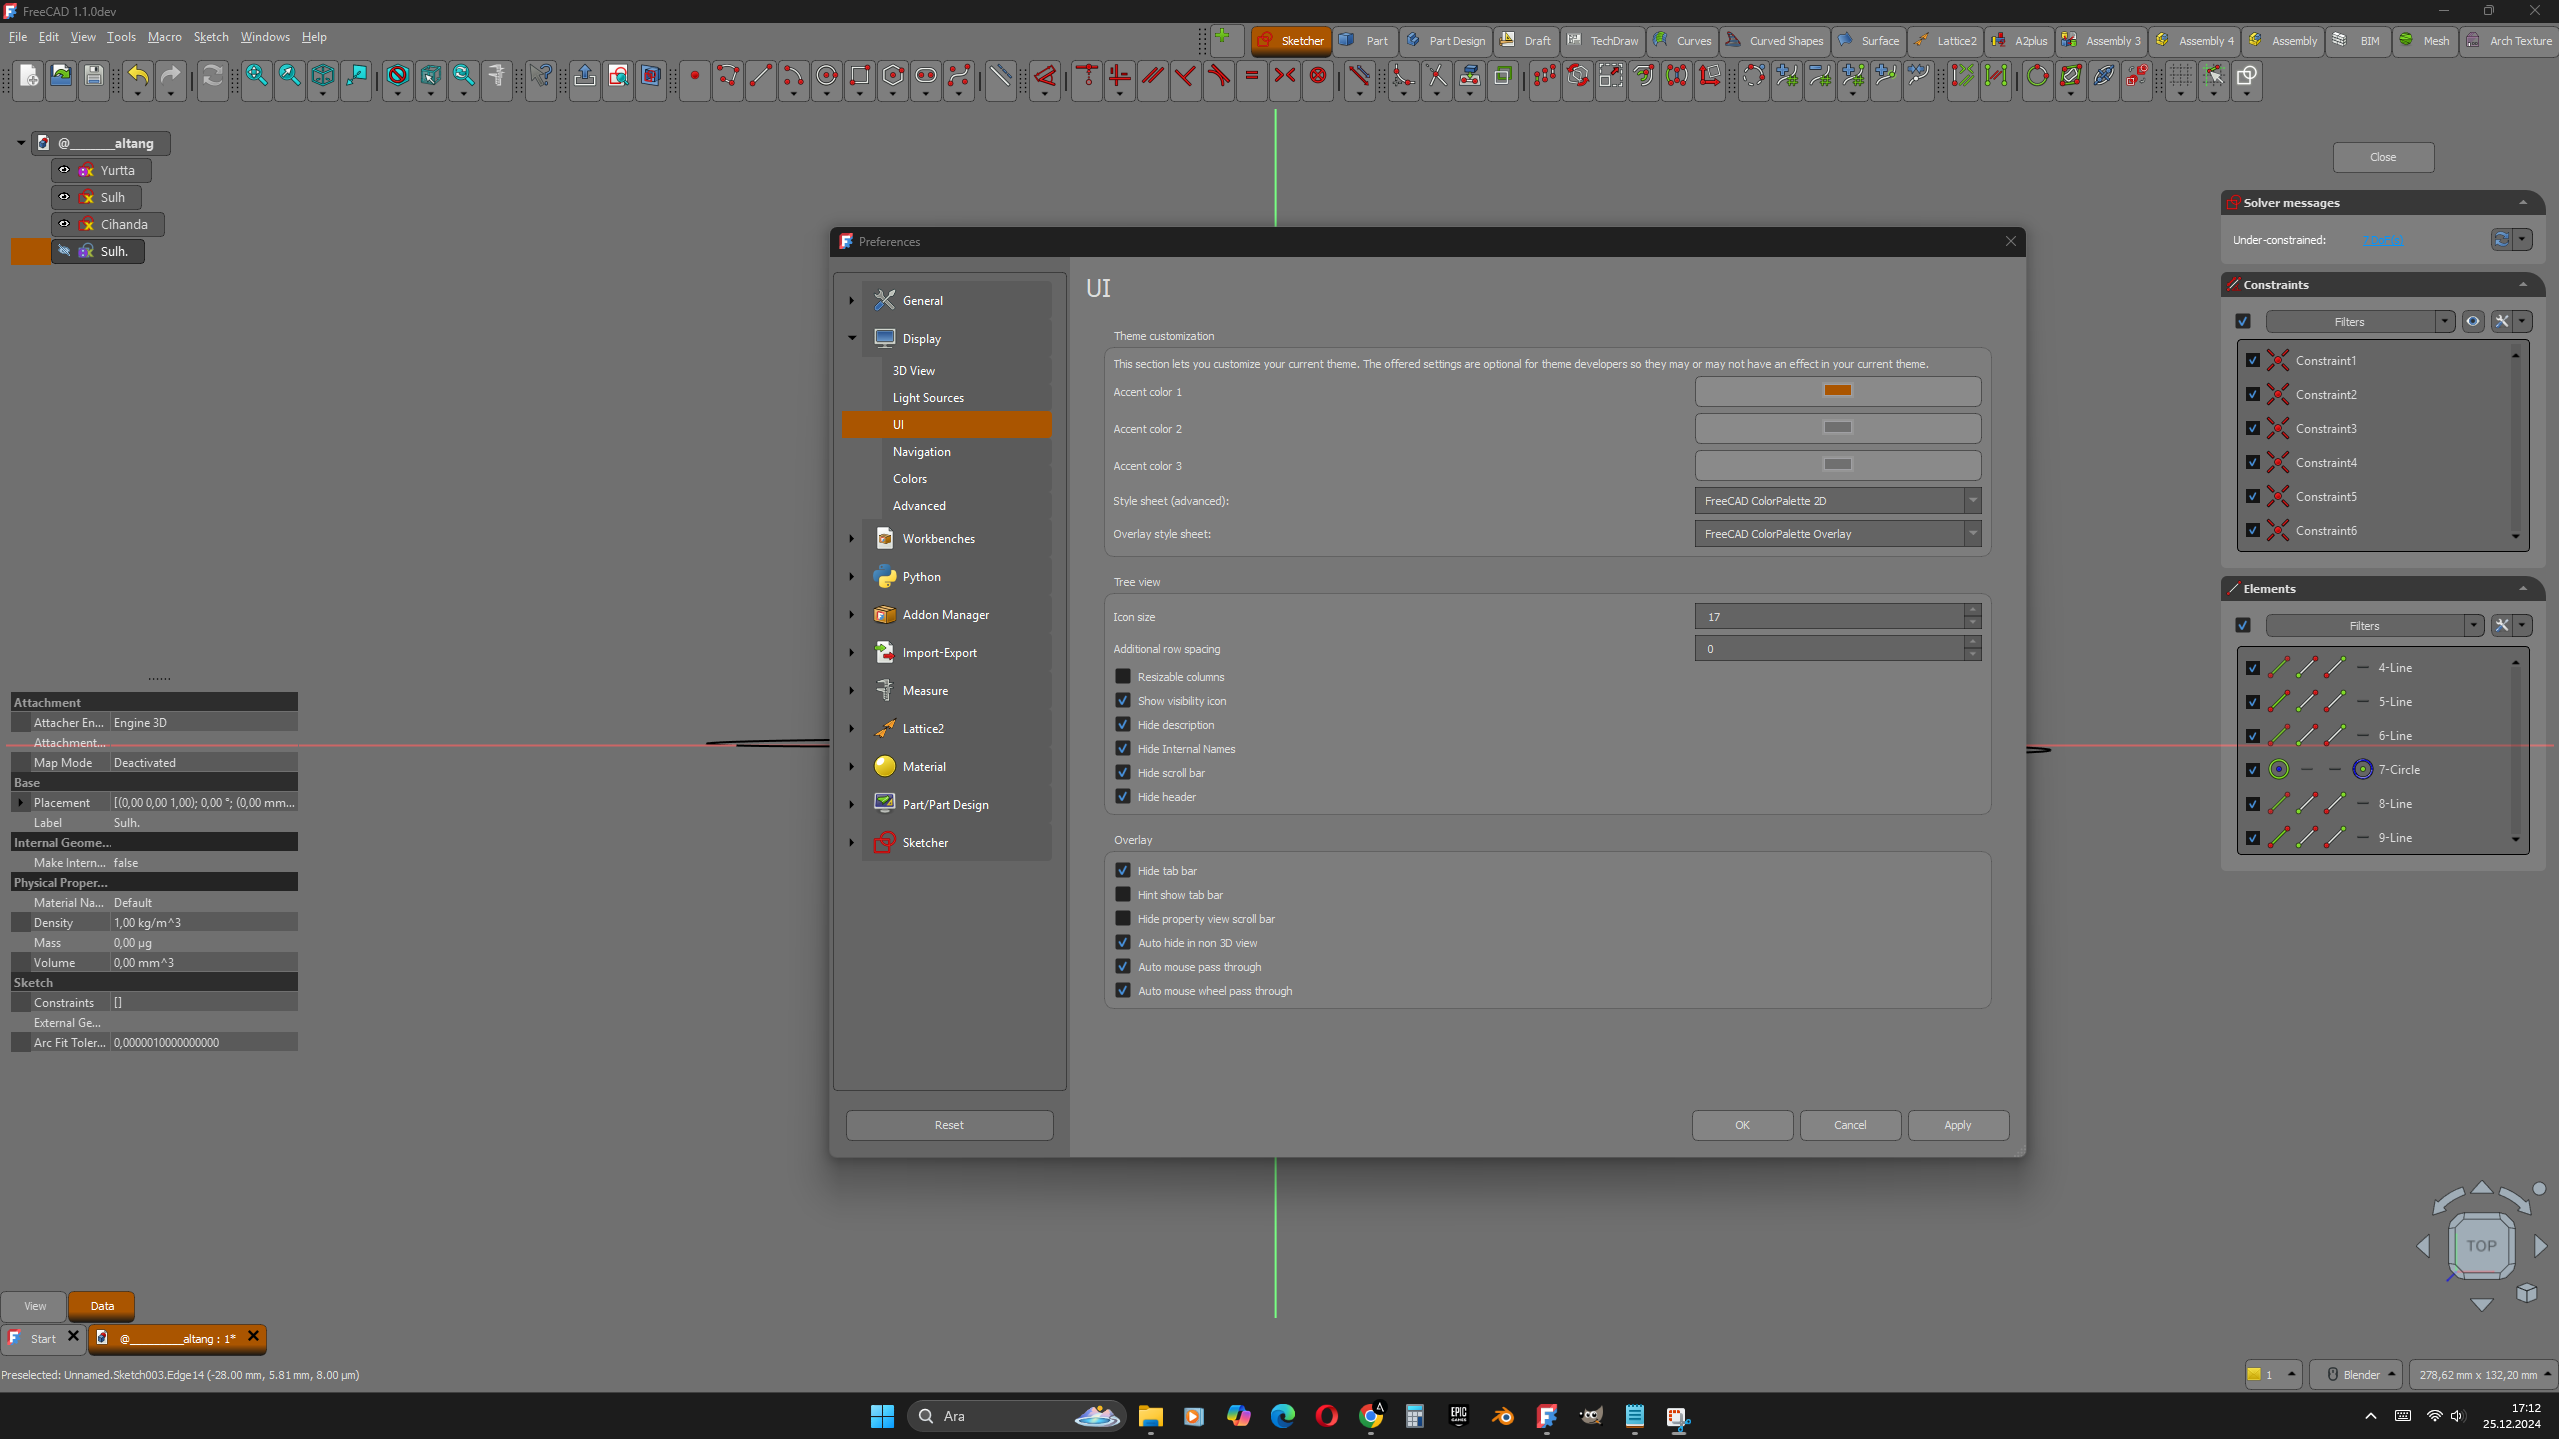 FreeCAD 1.1.0dev
File Edit View Tools Macro Sketch Windows Help
Sketcher Part Part Design Draft TechDraw Curves Curved Shapes Surface Lattice2 A2plus Assembly 3 Assembly 4 Assembly BIM Mesh Arch Texture
@______altang
Yurtta
Sulh
Cihanda
Sulh.
Attachment
Attacher En... Engine 3D
Attachment...
Map Mode Deactivated
Base
Placement [(0,00 0,00 1,00); 0,00 °; (0,00 mm...
Label Sulh.
Internal Geome...
Make Intern... false
Physical Proper...
Material Na... Default
Density 1,00 kg/m^3
Mass 0,00 µg
Volume 0,00 mm^3
Sketch
Constraints []
External Ge...
Arc Fit Toler... 0,0000010000000000
View Data
Start @________altang : 1*
Preselected: Unnamed.Sketch003.Edge14 (-28.00 mm, 5.81 mm, 8.00 µm)
Preferences
General
Display
3D View
Light Sources
UI
Navigation
Colors
Advanced
Workbenches
Python
Addon Manager
Import-Export
Measure
Lattice2
Material
Part/Part Design
Sketcher
Reset
UI
Theme customization
This section lets you customize your current theme. The offered settings are optional for theme developers so they may or may not have an effect in your current theme.
Accent color 1
Accent color 2
Accent color 3
Style sheet (advanced): FreeCAD ColorPalette 2D
Overlay style sheet: FreeCAD ColorPalette Overlay
Tree view
Icon size 17
Additional row spacing 0
Resizable columns
Show visibility icon
Hide description
Hide Internal Names
Hide scroll bar
Hide header
Overlay
Hide tab bar
Hint show tab bar
Hide property view scroll bar
Auto hide in non 3D view
Auto mouse pass through
Auto mouse wheel pass through
OK Cancel Apply
Close
Solver messages
Under-constrained:
Constraints
Filters
Constraint1
Constraint2
Constraint3
Constraint4
Constraint5
Constraint6
Elements
Filters
4-Line
5-Line
6-Line
7-Circle
8-Line
9-Line
TOP
1 Blender 278,62 mm x 132,20 mm
Ara
EPIC GAMES
17:12
25.12.2024